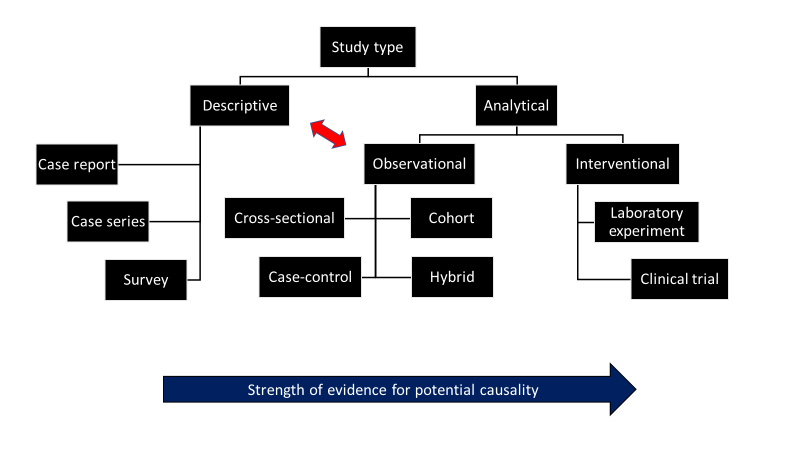 Study type
Descriptive
Analytical
Case report
Observational
Interventional
Case series
Cross-sectional
Cohort
Laboratory
experiment
Survey
Case-control
Hybrid
Clinical trial
Strength of evidence for potential causality